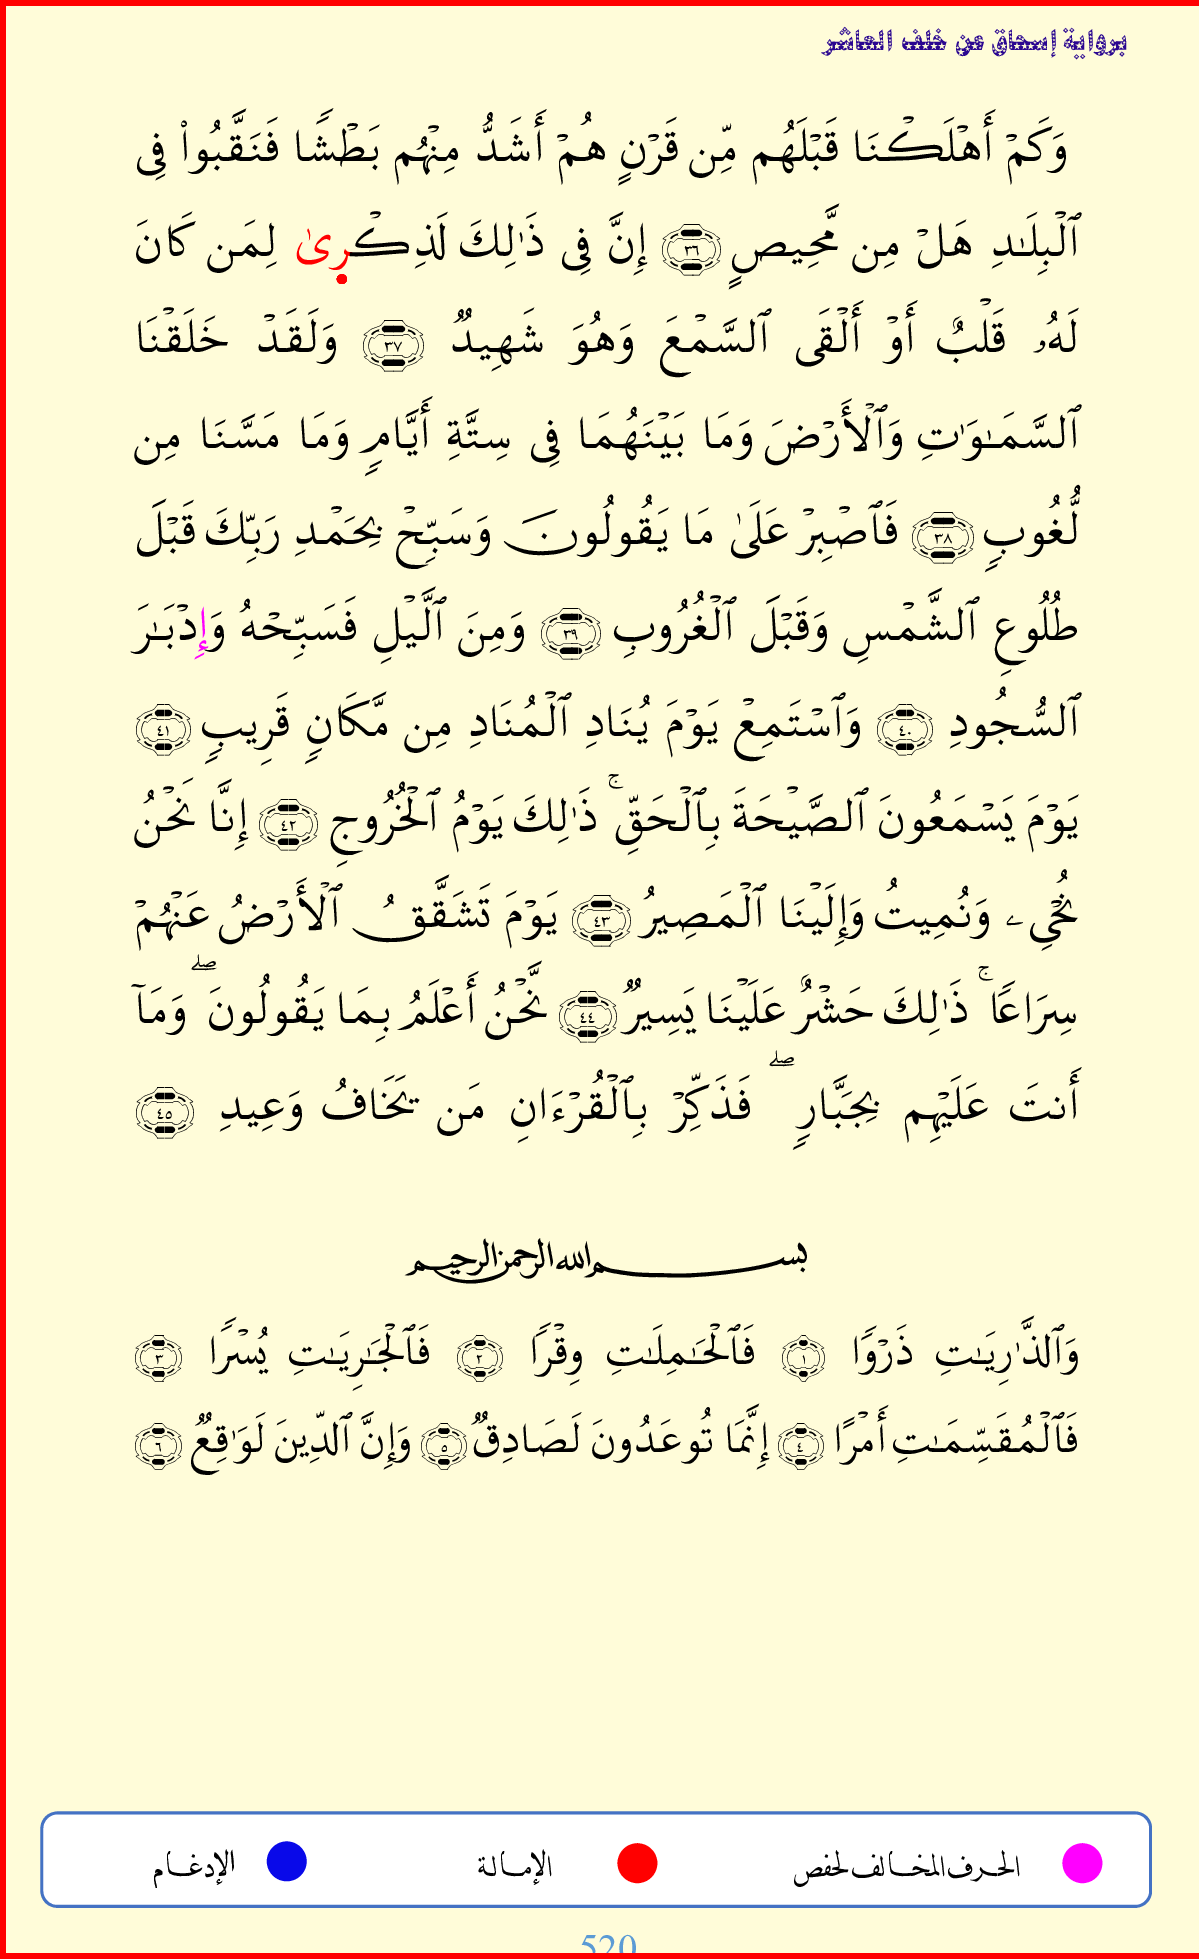 برواية إسحاق عن خلف العاشر
وَكَمۡ أَهۡلَكۡنَا قَبۡلَهُم مِّن قَرۡنٍ هُمۡ أَشَدُّ مِنۡهُم بَطۡشٗا فَنَقَّبُواْ فِي
ٱلۡبِلَٰدِ هَلۡ مِن مَّحِيصٍ ٣٦ إِنَّ فِي ذَٰلِكَ لَذِكۡرِىٰ لِمَن كَانَ
لَهُۥ قَلۡبٌ أَوۡ أَلۡقَى ٱلسَّمۡعَ وَهُوَ شَهِيدٞ ٣٧ وَلَقَدۡ خَلَقۡنَا
ٱلسَّمَٰوَٰتِ وَٱلۡأَرۡضَ وَمَا بَيۡنَهُمَا فِي سِتَّةِ أَيَّامٖ وَمَا مَسَّنَا مِن
لُّغُوبٖ ٣٨ فَٱصۡبِرۡ عَلَىٰ مَا يَقُولُونَ وَسَبِّحۡ بِحَمۡدِ رَبِّكَ قَبۡلَ
طُلُوعِ ٱلشَّمۡسِ وَقَبۡلَ ٱلۡغُرُوبِ ٣٩ وَمِنَ ٱلَّيۡلِ فَسَبِّحۡهُ وَإِدۡبَٰرَ
ٱلسُّجُودِ ٤٠ وَٱسۡتَمِعۡ يَوۡمَ يُنَادِ ٱلۡمُنَادِ مِن مَّكَانٖ قَرِيبٖ ٤١
يَوۡمَ يَسۡمَعُونَ ٱلصَّيۡحَةَ بِٱلۡحَقِّۚ ذَٰلِكَ يَوۡمُ ٱلۡخُرُوجِ ٤٢ إِنَّا نَحۡنُ
نُحۡيِۦ وَنُمِيتُ وَإِلَيۡنَا ٱلۡمَصِيرُ ٤٣ يَوۡمَ تَشَقَّقُ ٱلۡأَرۡضُ عَنۡهُمۡ
سِرَاعٗاۚ ذَٰلِكَ حَشۡرٌ عَلَيۡنَا يَسِيرٞ ٤٤ نَّحۡنُ أَعۡلَمُ بِمَا يَقُولُونَۖ وَمَآ
أَنتَ عَلَيۡهِم بِجَبَّارٖۖ فَذَكِّرۡ بِٱلۡقُرۡءَانِ مَن يَخَافُ وَعِيدِ ٤٥
بسم الله الرحمن الرحيم
وَٱلذَّٰرِيَٰتِ ذَرۡوٗا ١ فَٱلۡحَٰمِلَٰتِ وِقۡرٗا ٢ فَٱلۡجَٰرِيَٰتِ يُسۡرٗا ٣
فَٱلۡمُقَسِّمَٰتِ أَمۡرًا ٤ إِنَّمَا تُوعَدُونَ لَصَادِقٞ ٥ وَإِنَّ ٱلدِّينَ لَوَٰقِعٞ ٦
الحرف المخالف لحفص الإمالة الإدغام
520